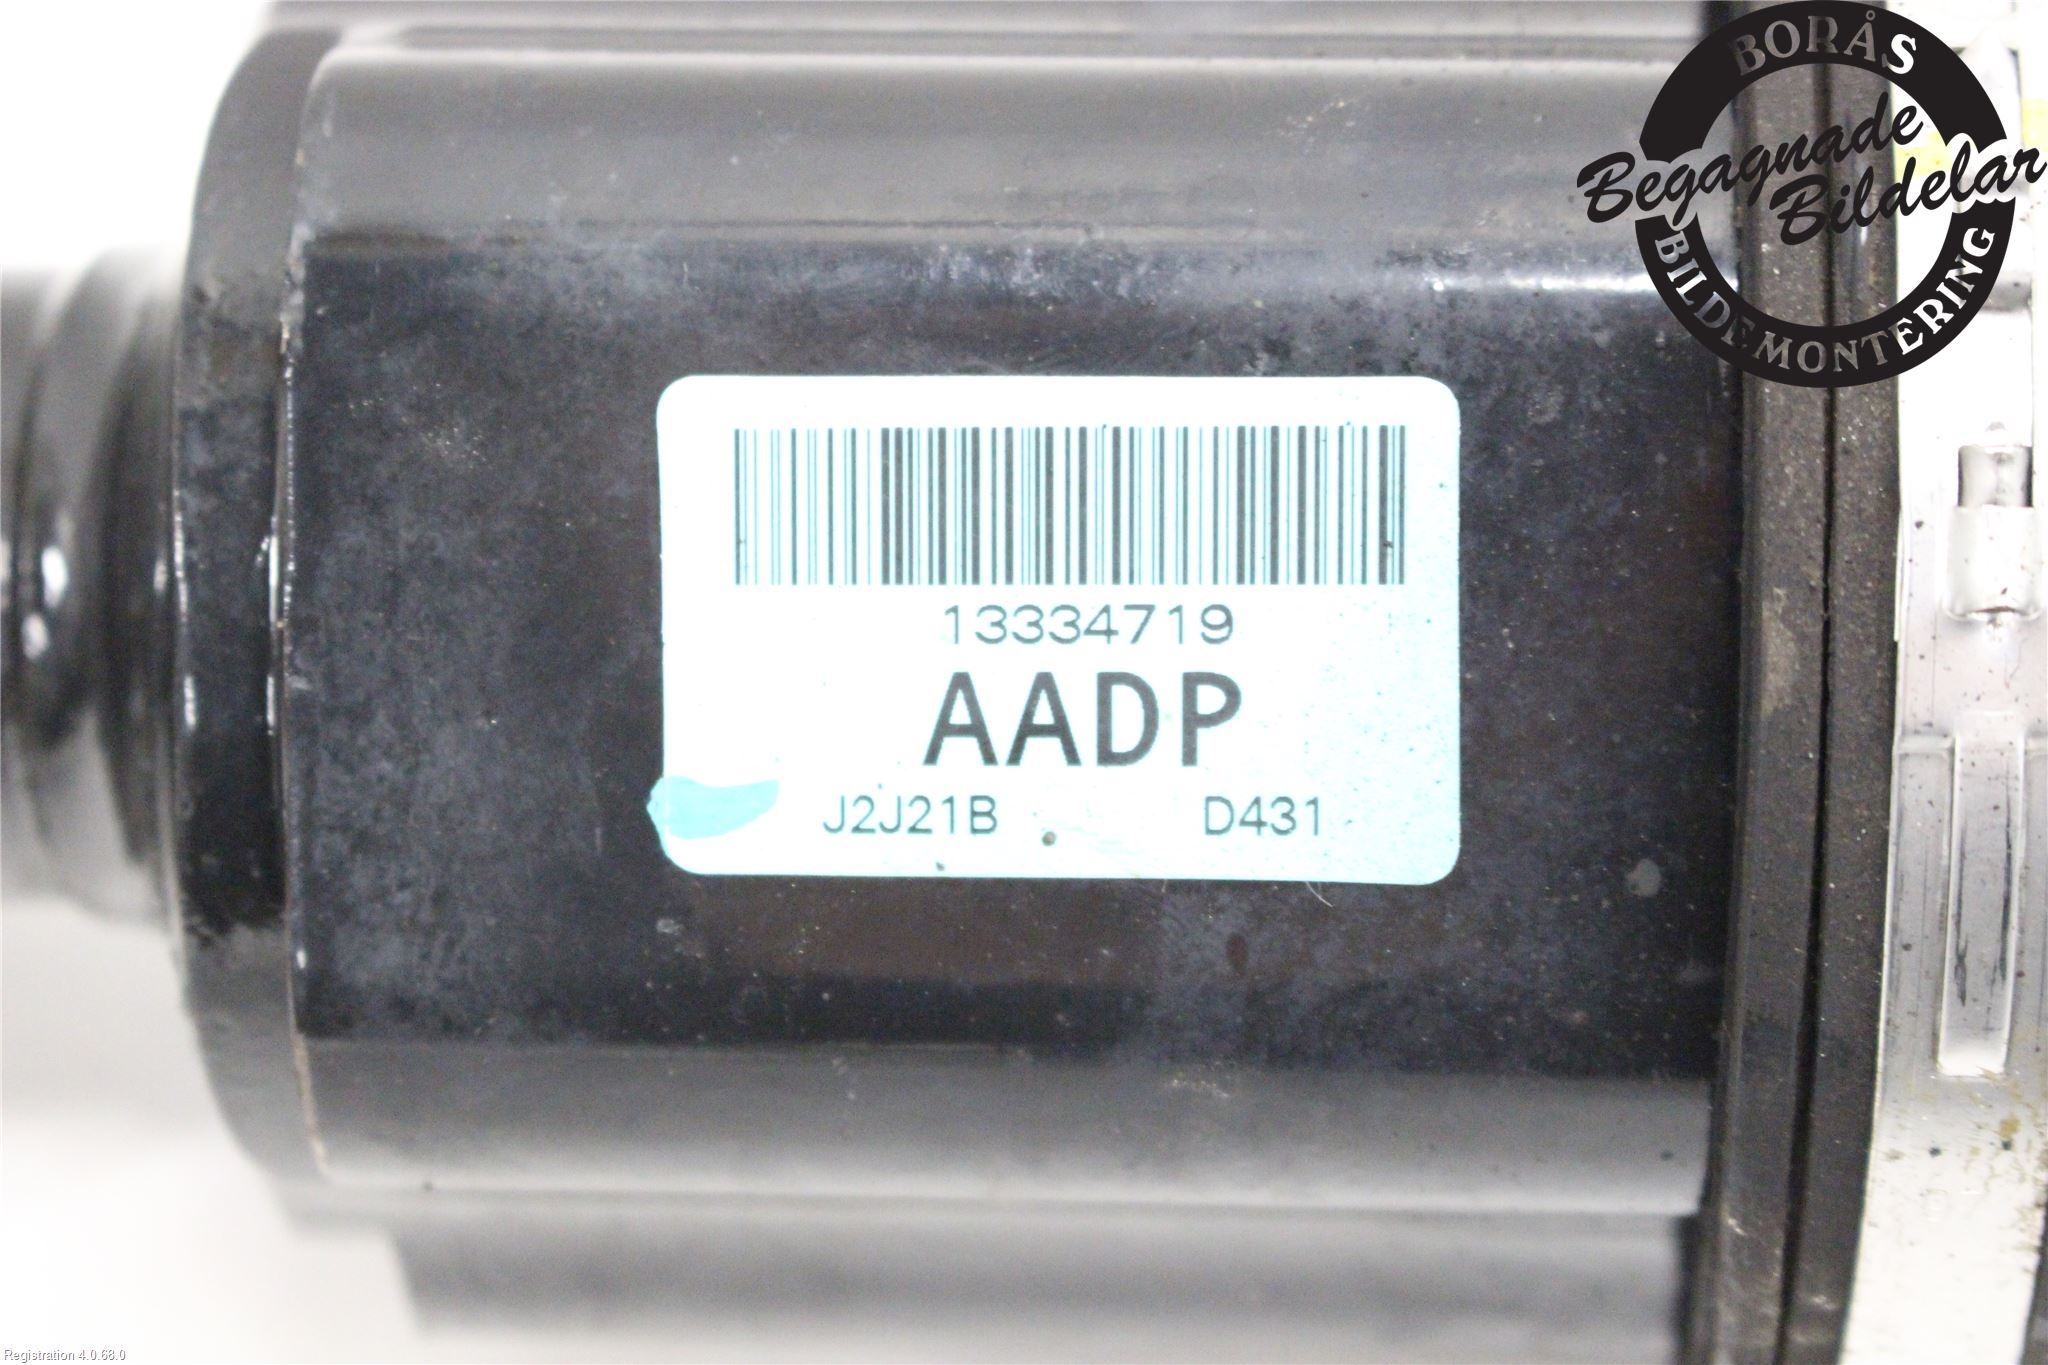 BORÅS
Begagnade
Bildelar
BILDEMONTERING
13334719
AADP
J2J21B D431
Registration 4.0.68.0